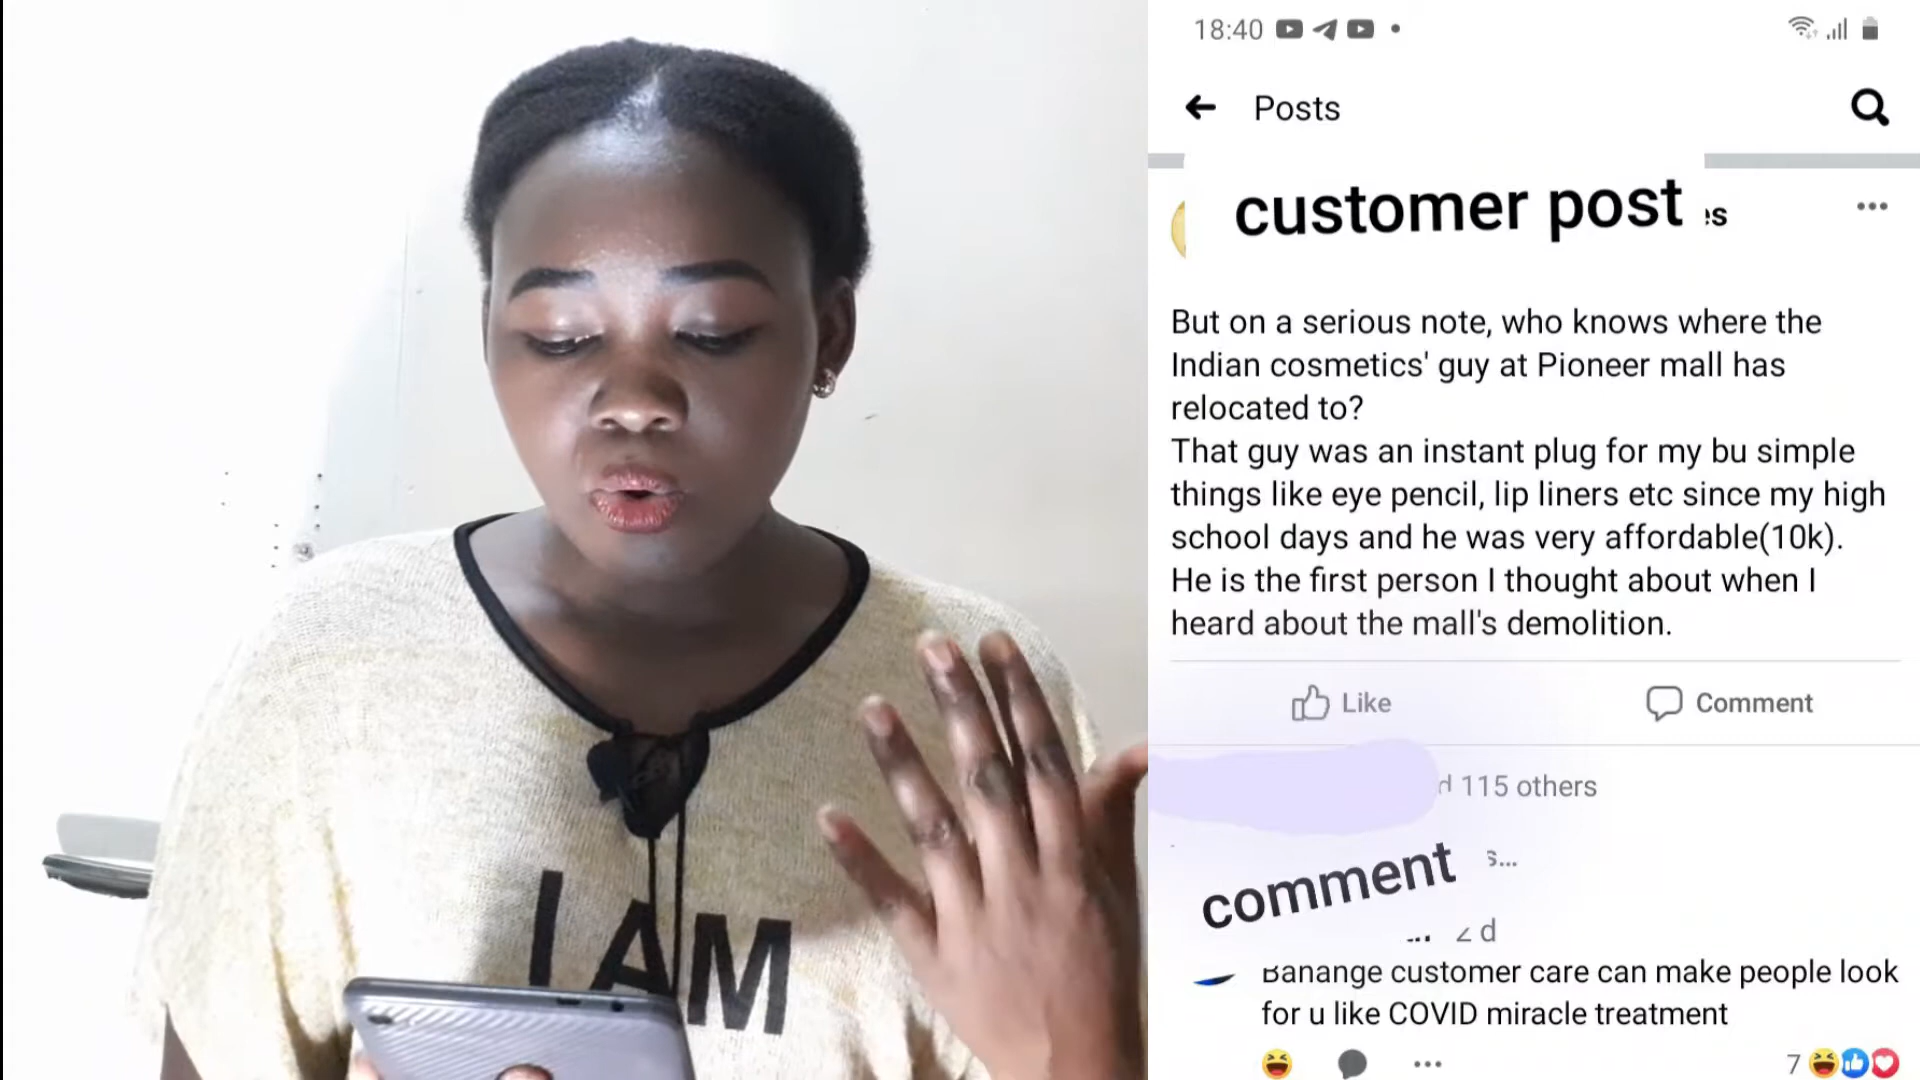 18:40
Posts
customer post
But on a serious note, who knows where the
Indian cosmetics' guy at Pioneer mall has
relocated to?
That guy was an instant plug for my bu simple
things like eye pencil, lip liners etc since my high
school days and he was very affordable(10k).
He is the first person I thought about when I
heard about the mall's demolition.
Like
Comment
115 others
comment
2 d
Banange customer care can make people look
for u like COVID miracle treatment
7
I AM